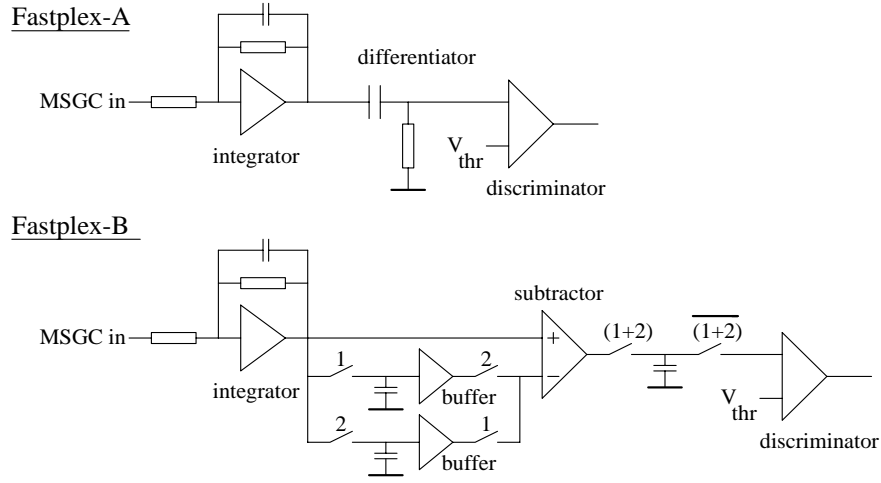 Fastplex-A
differentiator
MSGC in
integrator
V thr
discriminator
Fastplex-B
subtractor
MSGC in
integrator
1
2
buffer
2
1
buffer
+
−
(1+2)
(1+2)
V thr
discriminator